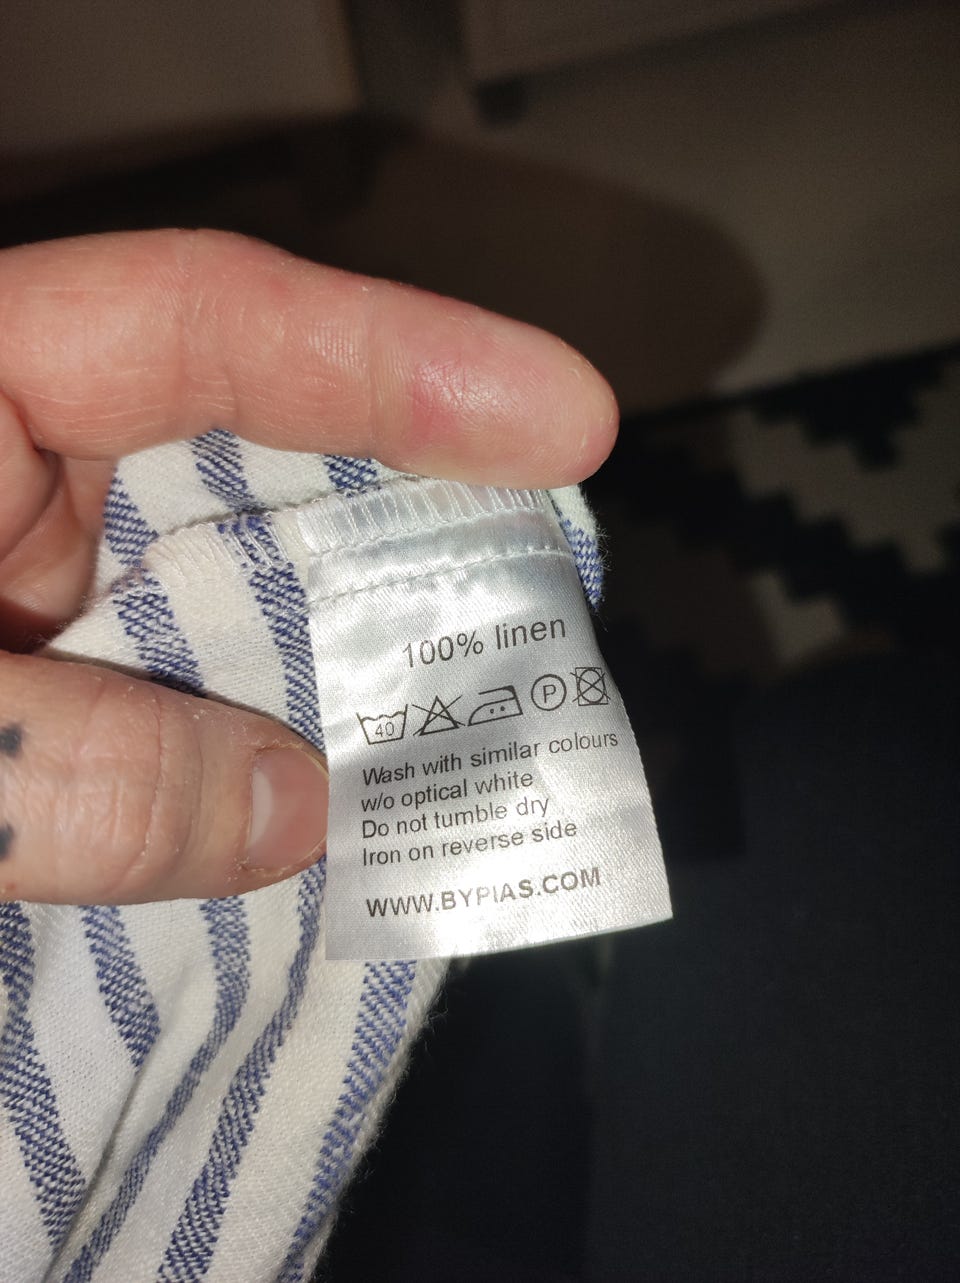 100% linen
40 P
Wash with similar colours
w/o optical white
Do not tumble dry
Iron on reverse side
WWW.BYPIAS.COM